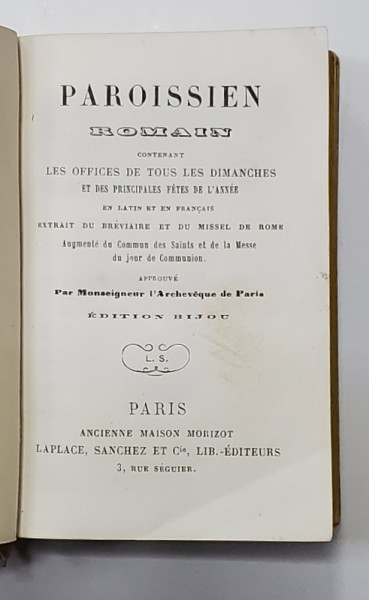 PAROISSIEN
ROMAIN
CONTENANT
LES OFFICES DE TOUS LES DIMANCHES
ET DES PRINCIPALES FÊTES DE L'ANNÉE
EN LATIN ET EN FRANÇAIS
EXTRAIT DU BRÉVIAIRE ET DU MISSEL DE ROME
Augmenté du Commun des Saints et de la Messe
du jour de Communion.
APPROUVÉ
Par Monseigneur l'Archevêque de Paris
ÉDITION BIJOU
L. S.
PARIS
ANCIENNE MAISON MORIZOT
LAPLACE, SANCHEZ ET Cie, LIB.-ÉDITEURS
3, RUE SÉGUIER.